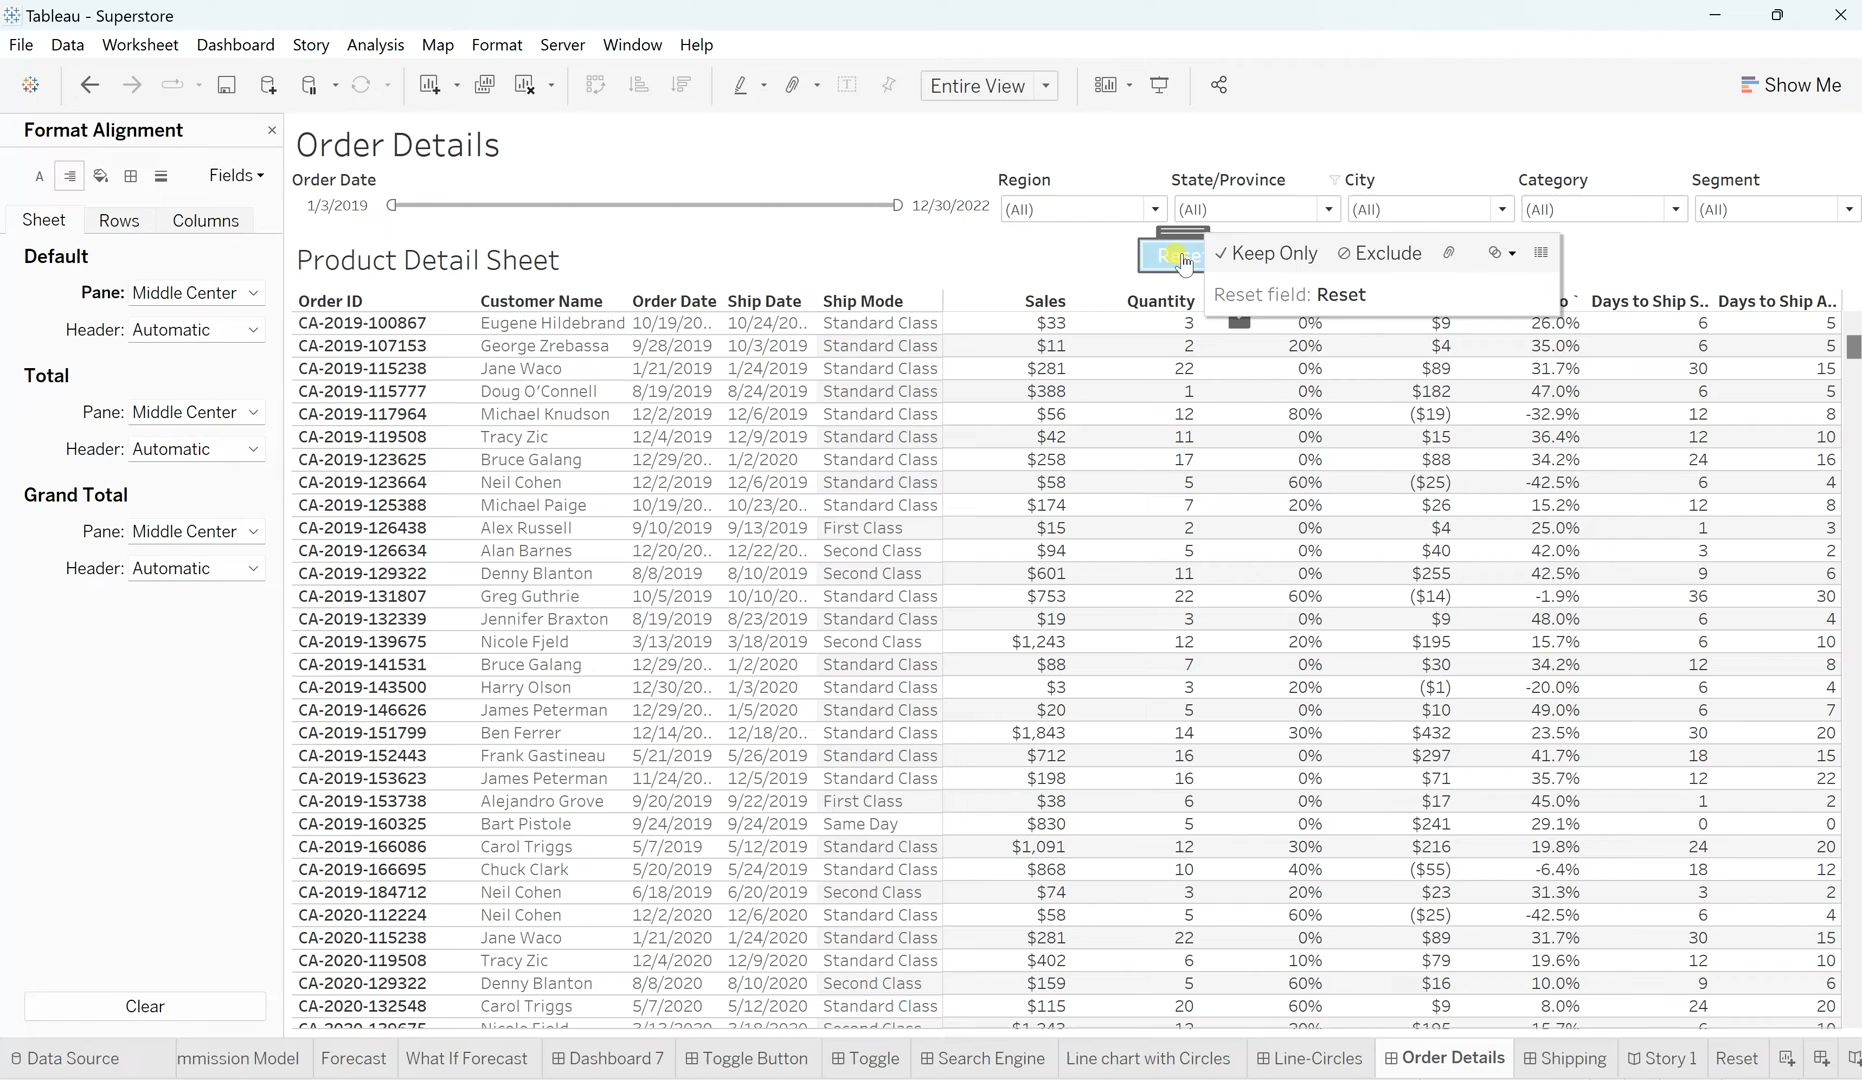 Tableau - Superstore
File Data Worksheet Dashboard Story Analysis Map Format Server Window Help
Entire View
Show Me
Format Alignment
Fields
Sheet Rows Columns
Default
Pane: Middle Center
Header: Automatic
Total
Pane: Middle Center
Header: Automatic
Grand Total
Pane: Middle Center
Header: Automatic
Clear
Order Details
Order Date
1/3/2019 12/30/2022
Region State/Province City Category Segment
(All) (All) (All) (All) (All)
Product Detail Sheet
Keep Only Exclude
Reset field: Reset
Order ID Customer Name Order Date Ship Date Ship Mode Sales Quantity Days to Ship S.. Days to Ship A..
CA-2019-100867 Eugene Hildebrand 10/19/20.. 10/24/20.. Standard Class $33 3 0% $9 26.0% 6 5
CA-2019-107153 George Zrebassa 9/28/2019 10/3/2019 Standard Class $11 2 20% $4 35.0% 6 5
CA-2019-115238 Jane Waco 1/21/2019 1/24/2019 Standard Class $281 22 0% $89 31.7% 30 15
CA-2019-115777 Doug O'Connell 8/19/2019 8/24/2019 Standard Class $388 1 0% $182 47.0% 6 5
CA-2019-117964 Michael Knudson 12/2/2019 12/6/2019 Standard Class $56 12 80% ($19) -32.9% 12 8
CA-2019-119508 Tracy Zic 12/4/2019 12/9/2019 Standard Class $42 11 0% $15 36.4% 12 10
CA-2019-123625 Bruce Galang 12/29/20.. 1/2/2020 Standard Class $258 17 0% $88 34.2% 24 16
CA-2019-123664 Neil Cohen 12/2/2019 12/6/2019 Standard Class $58 5 60% ($25) -42.5% 6 4
CA-2019-125388 Michael Paige 10/19/20.. 10/23/20.. Standard Class $174 7 20% $26 15.2% 12 8
CA-2019-126438 Alex Russell 9/10/2019 9/13/2019 First Class $15 2 20% $4 25.0% 1 3
CA-2019-126634 Alan Barnes 12/20/20.. 12/22/20.. Second Class $94 5 0% $40 42.0% 3 2
CA-2019-129322 Denny Blanton 8/8/2019 8/10/2019 Second Class $601 11 0% $255 42.5% 9 6
CA-2019-131807 Greg Guthrie 10/5/2019 10/10/20.. Standard Class $753 22 60% ($14) -1.9% 36 30
CA-2019-132339 Jennifer Braxton 8/19/2019 8/23/2019 Standard Class $19 3 0% $9 48.0% 6 4
CA-2019-139675 Nicole Fjeld 3/13/2019 3/18/2019 Second Class $1,243 12 20% $195 15.7% 6 10
CA-2019-141531 Bruce Galang 12/29/20.. 1/2/2020 Standard Class $88 7 0% $30 34.2% 12 8
CA-2019-143500 Harry Olson 12/30/20.. 1/3/2020 Standard Class $3 3 20% ($1) -20.0% 6 4
CA-2019-146626 James Peterman 12/29/20.. 1/5/2020 Standard Class $20 5 0% $10 49.0% 6 7
CA-2019-151799 Ben Ferrer 12/14/20.. 12/18/20.. Standard Class $1,843 14 30% $432 23.5% 30 20
CA-2019-152443 Frank Gastineau 5/21/2019 5/26/2019 Standard Class $712 16 0% $297 41.7% 18 15
CA-2019-153623 James Peterman 11/24/20.. 12/5/2019 Standard Class $198 16 0% $71 35.7% 12 22
CA-2019-153738 Alejandro Grove 9/20/2019 9/22/2019 First Class $38 6 0% $17 45.0% 1 2
CA-2019-160325 Bart Pistole 9/24/2019 9/24/2019 Same Day $830 5 0% $241 29.1% 0 0
CA-2019-166086 Carol Triggs 5/7/2019 5/12/2019 Standard Class $1,091 12 30% $216 19.8% 24 20
CA-2019-166695 Chuck Clark 5/20/2019 5/24/2019 Standard Class $868 10 40% ($55) -6.4% 18 12
CA-2019-184712 Neil Cohen 6/18/2019 6/20/2019 Second Class $74 3 20% $23 31.3% 3 2
CA-2020-112224 Neil Cohen 12/2/2020 12/6/2020 Standard Class $58 5 60% ($25) -42.5% 6 4
CA-2020-115238 Jane Waco 1/21/2020 1/24/2020 Standard Class $281 22 0% $89 31.7% 30 15
CA-2020-119508 Tracy Zic 12/4/2020 12/9/2020 Standard Class $402 6 10% $79 19.6% 12 10
CA-2020-129322 Denny Blanton 8/8/2020 8/10/2020 Second Class $159 5 60% $16 10.0% 9 6
CA-2020-132548 Carol Triggs 5/7/2020 5/12/2020 Standard Class $115 20 60% $9 8.0% 24 20
Data Source mmission Model Forecast What If Forecast Dashboard 7 Toggle Button Toggle Search Engine Line chart with Circles Line-Circles Order Details Shipping Story 1 Reset